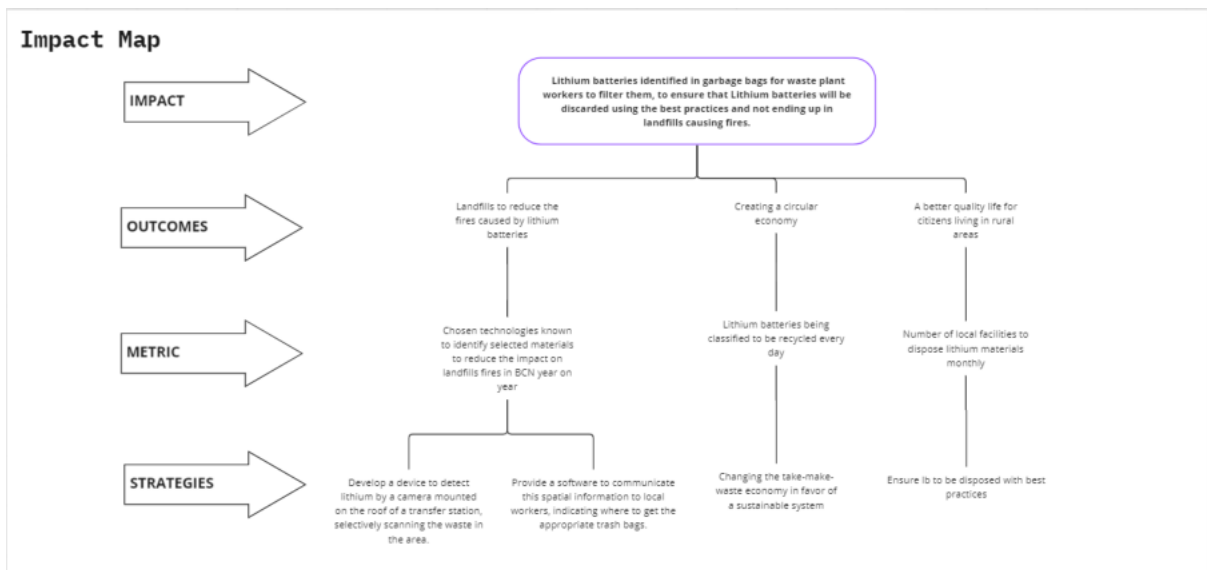 Impact Map
IMPACT
Lithium batteries identified in garbage bags for waste plant
workers to filter them, to ensure that Lithium batteries will be
discarded using the best practices and not ending up in
landfills causing fires.
OUTCOMES
Landfills to reduce the
fires caused by lithium
batteries
Creating a circular
economy
A better quality life for
citizens living in rural
areas
METRIC
Chosen technologies known
to identify selected materials
to reduce the impact on
landfills fires in BCN year on
year
Lithium batteries being
classified to be recycled every
day
Number of local facilities to
dispose lithium materials
monthly
STRATEGIES
Develop a device to detect
lithium by a camera mounted
on the roof of a transfer station,
selectively scanning the waste in
the area.
Provide a software to communicate
this spatial information to local
workers, indicating where to get the
appropriate trash bags.
Changing the take-make-
waste economy in favor of
a sustainable system
Ensure lb to be disposed with best
practices